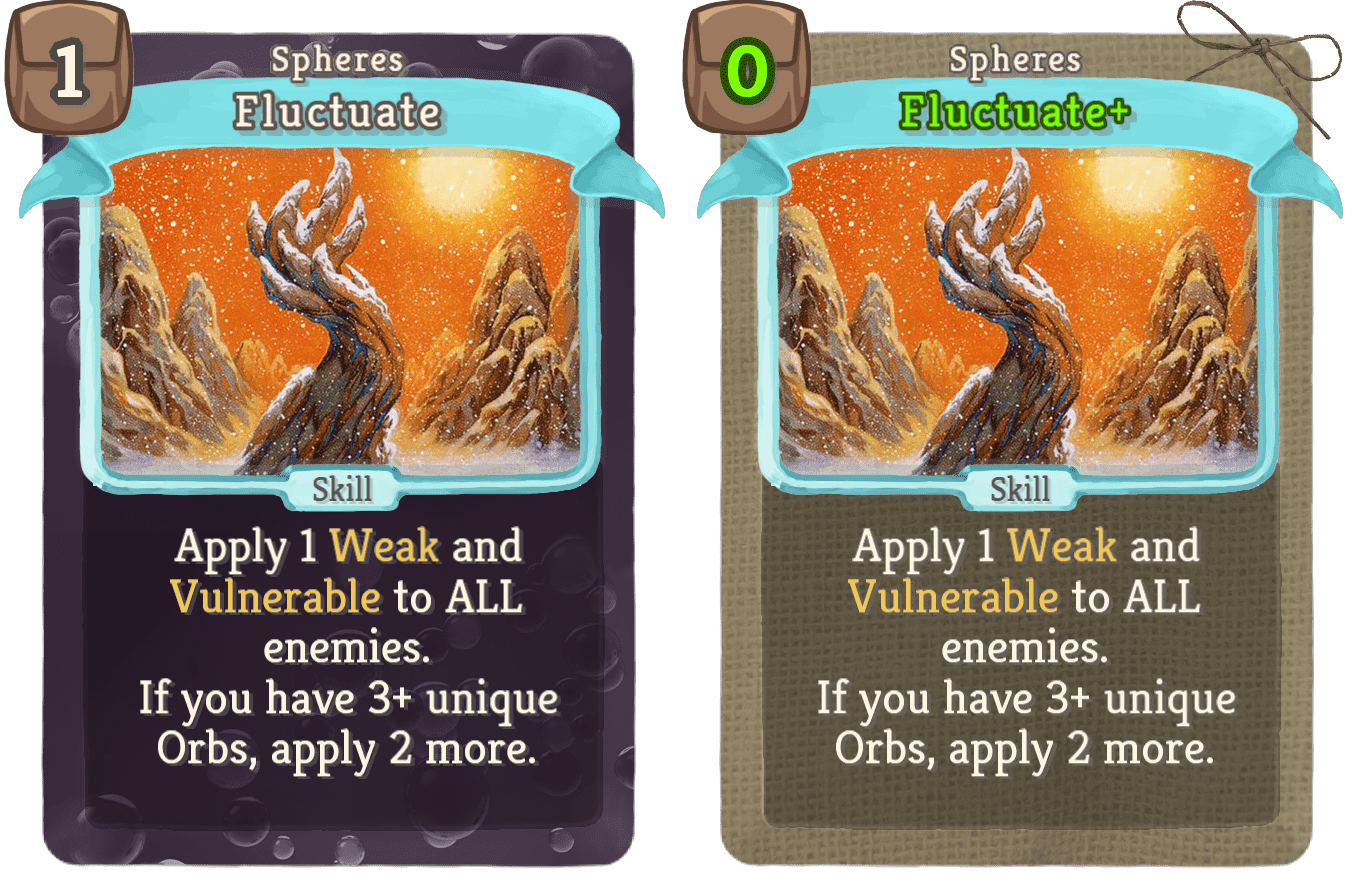 1
Spheres
Fluctuate
Skill
Apply 1 Weak and
Vulnerable to ALL
enemies.
If you have 3+ unique
Orbs, apply 2 more.
0
Spheres
Fluctuate+
Skill
Apply 1 Weak and
Vulnerable to ALL
enemies.
If you have 3+ unique
Orbs, apply 2 more.